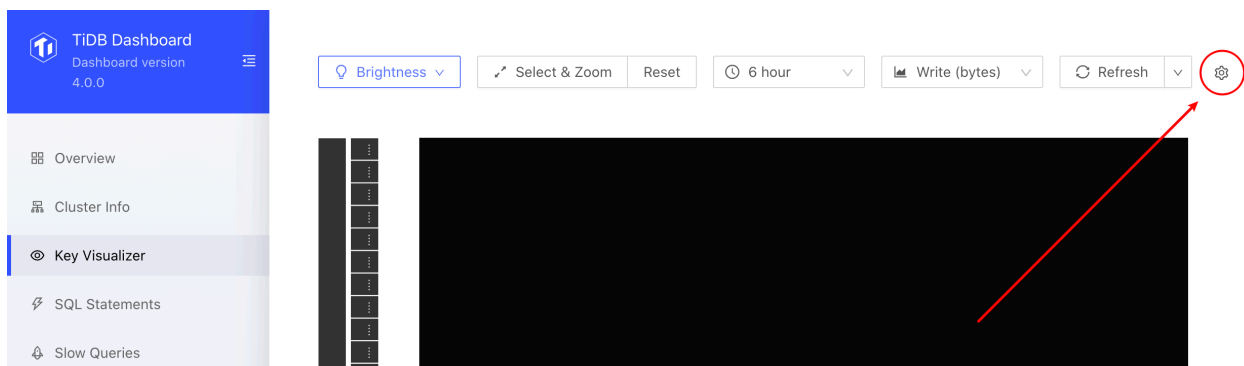 TiDB Dashboard
Dashboard version
4.0.0
Brightness
Select & Zoom
Reset
6 hour
Write (bytes)
Refresh
Overview
Cluster Info
Key Visualizer
SQL Statements
Slow Queries